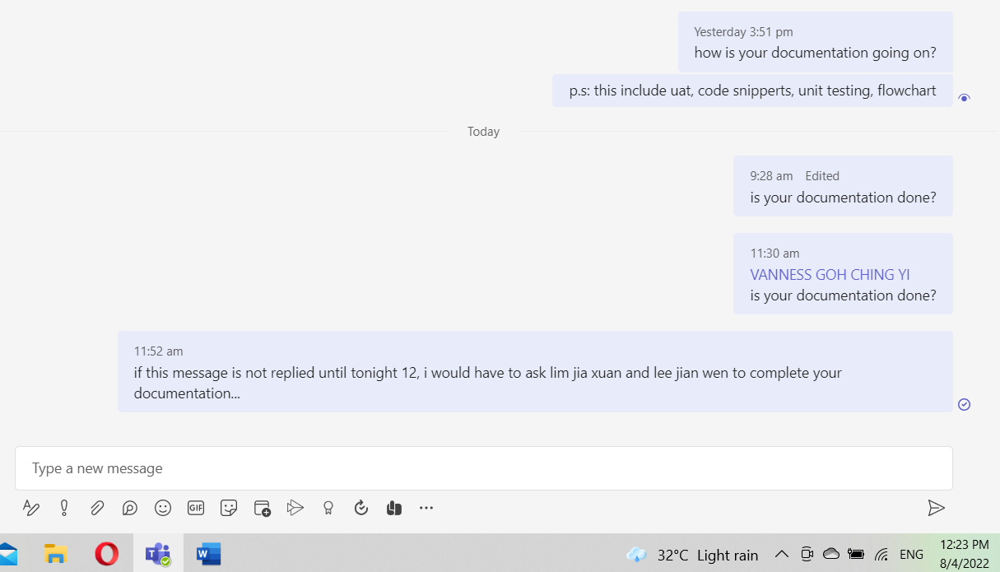 Yesterday 3:51 pm
how is your documentation going on?
p.s: this include uat, code snipperts, unit testing, flowchart
Today
9:28 am Edited
is your documentation done?
11:30 am
VANNESS GOH CHING YI
is your documentation done?
11:52 am
if this message is not replied until tonight 12, i would have to ask lim jia xuan and lee jian wen to complete your
documentation...
Type a new message
GIF
32°C Light rain
ENG
12:23 PM
8/4/2022